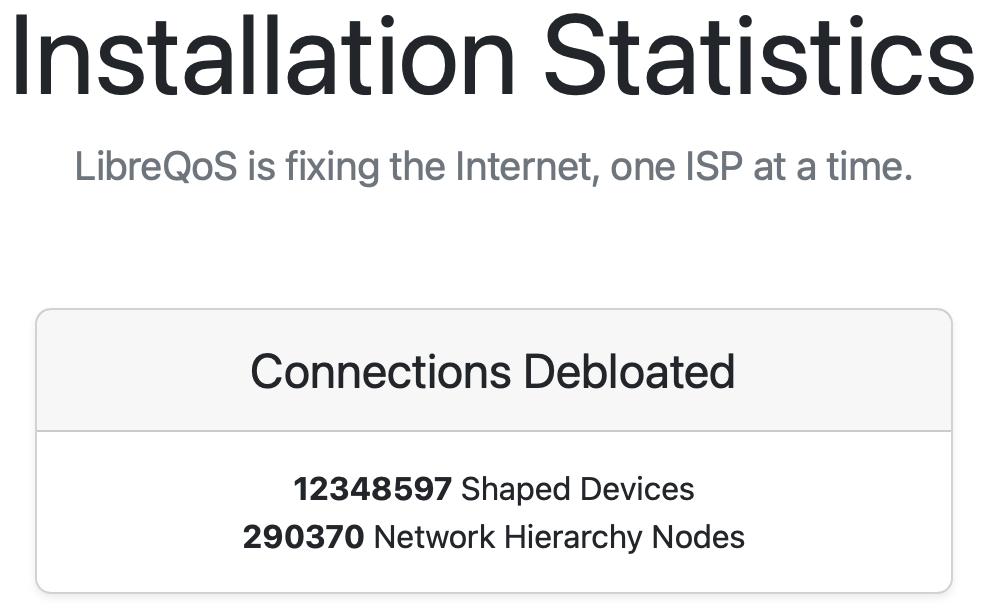 Installation Statistics
LibreQoS is fixing the Internet, one ISP at a time.
Connections Debloated
12348597 Shaped Devices
290370 Network Hierarchy Nodes